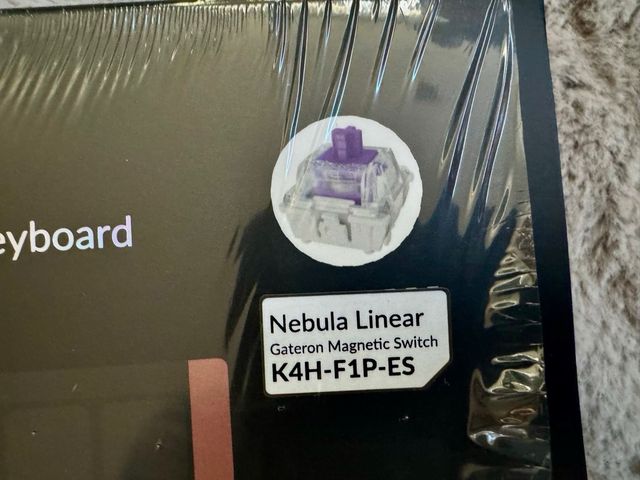 eyboard
Nebula Linear
Gateron Magnetic Switch
K4H-F1P-ES